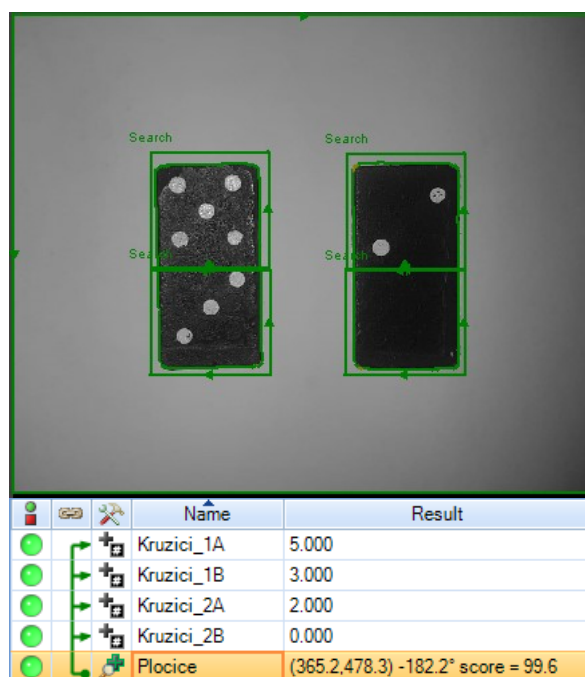 Search
Search
Search
Search
Name
Result
Kruzici_1A
5.000
Kruzici_1B
3.000
Kruzici_2A
2.000
Kruzici_2B
0.000
Plocice
(365.2,478.3) -182.2° score = 99.6